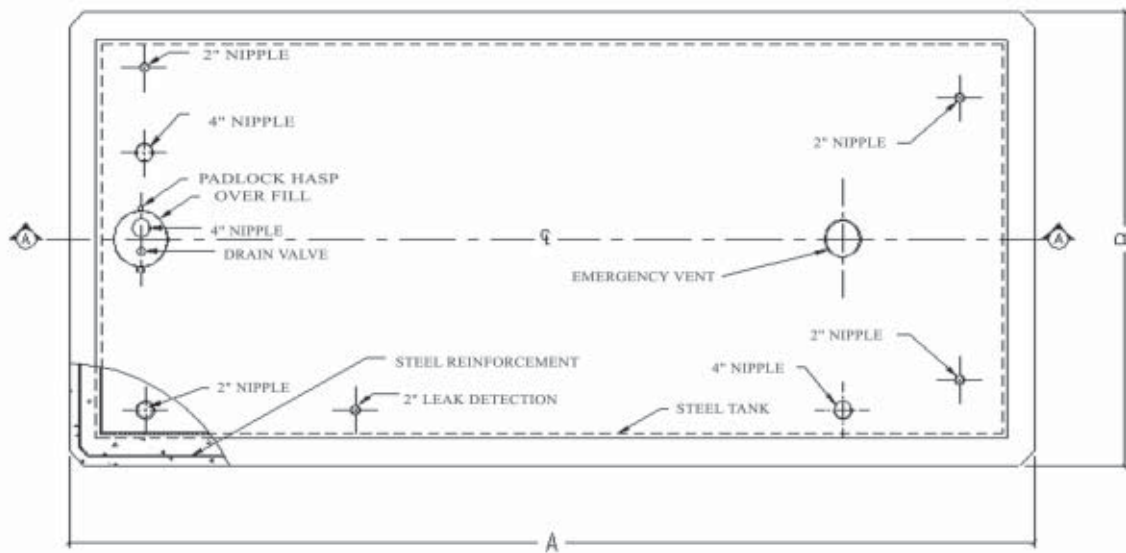 2" NIPPLE
4" NIPPLE
2" NIPPLE
PADLOCK HASP
OVER FILL
4" NIPPLE
DRAIN VALVE
A
℄
A
EMERGENCY VENT
2" NIPPLE
STEEL REINFORCEMENT
4" NIPPLE
2" NIPPLE
2" LEAK DETECTION
STEEL TANK
A